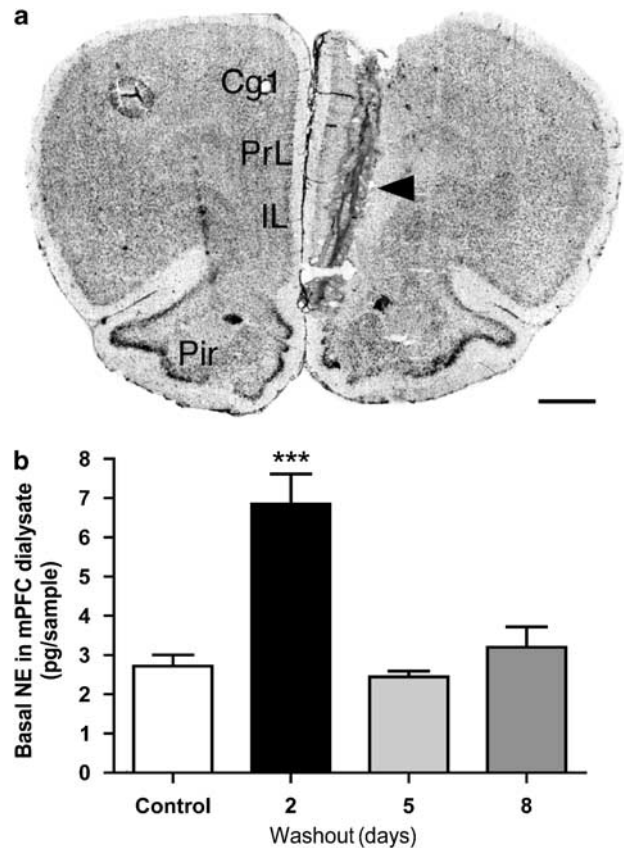 a
Cg1
PrL
IL
Pir
b
Basal NE in mPFC dialysate
(pg/sample)
8
7
6
5
4
3
2
1
0
***
Control
2
5
8
Washout (days)